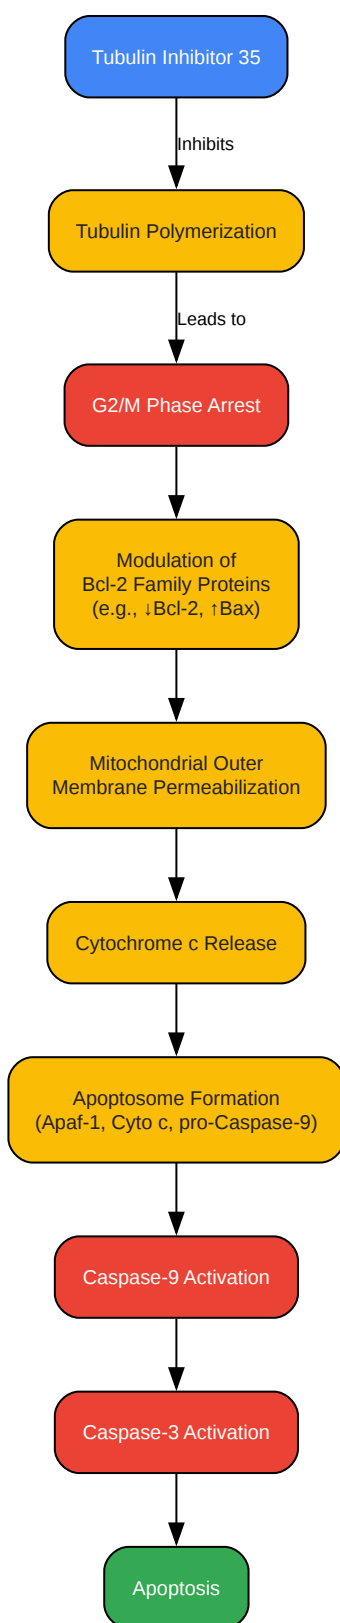 Tubulin Inhibitor 35
Inhibits
Tubulin Polymerization
Leads to
G2/M Phase Arrest
Modulation of
Bcl-2 Family Proteins
(e.g., ↓Bcl-2, ↑Bax)
Mitochondrial Outer
Membrane Permeabilization
Cytochrome c Release
Apoptosome Formation
(Apaf-1, Cyto c, pro-Caspase-9)
Caspase-9 Activation
Caspase-3 Activation
Apoptosis